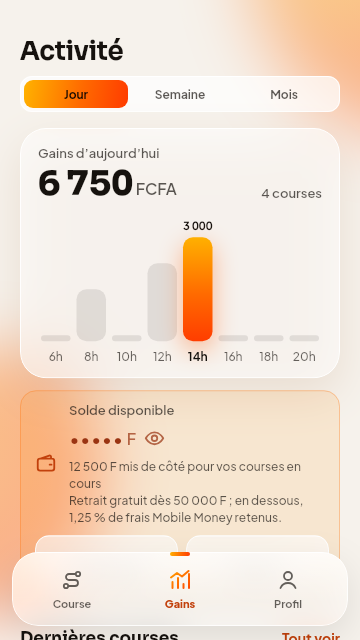 Activité
Jour Semaine Mois
Gains d’aujourd’hui
6 750 FCFA
4 courses
3 000
6h 8h 10h 12h 14h 16h 18h 20h
Solde disponible
••••• F
12 500 F mis de côté pour vos courses en
cours
Retrait gratuit dès 50 000 F ; en dessous,
1,25 % de frais Mobile Money retenus.
Course Gains Profil
Dernières courses Tout voir